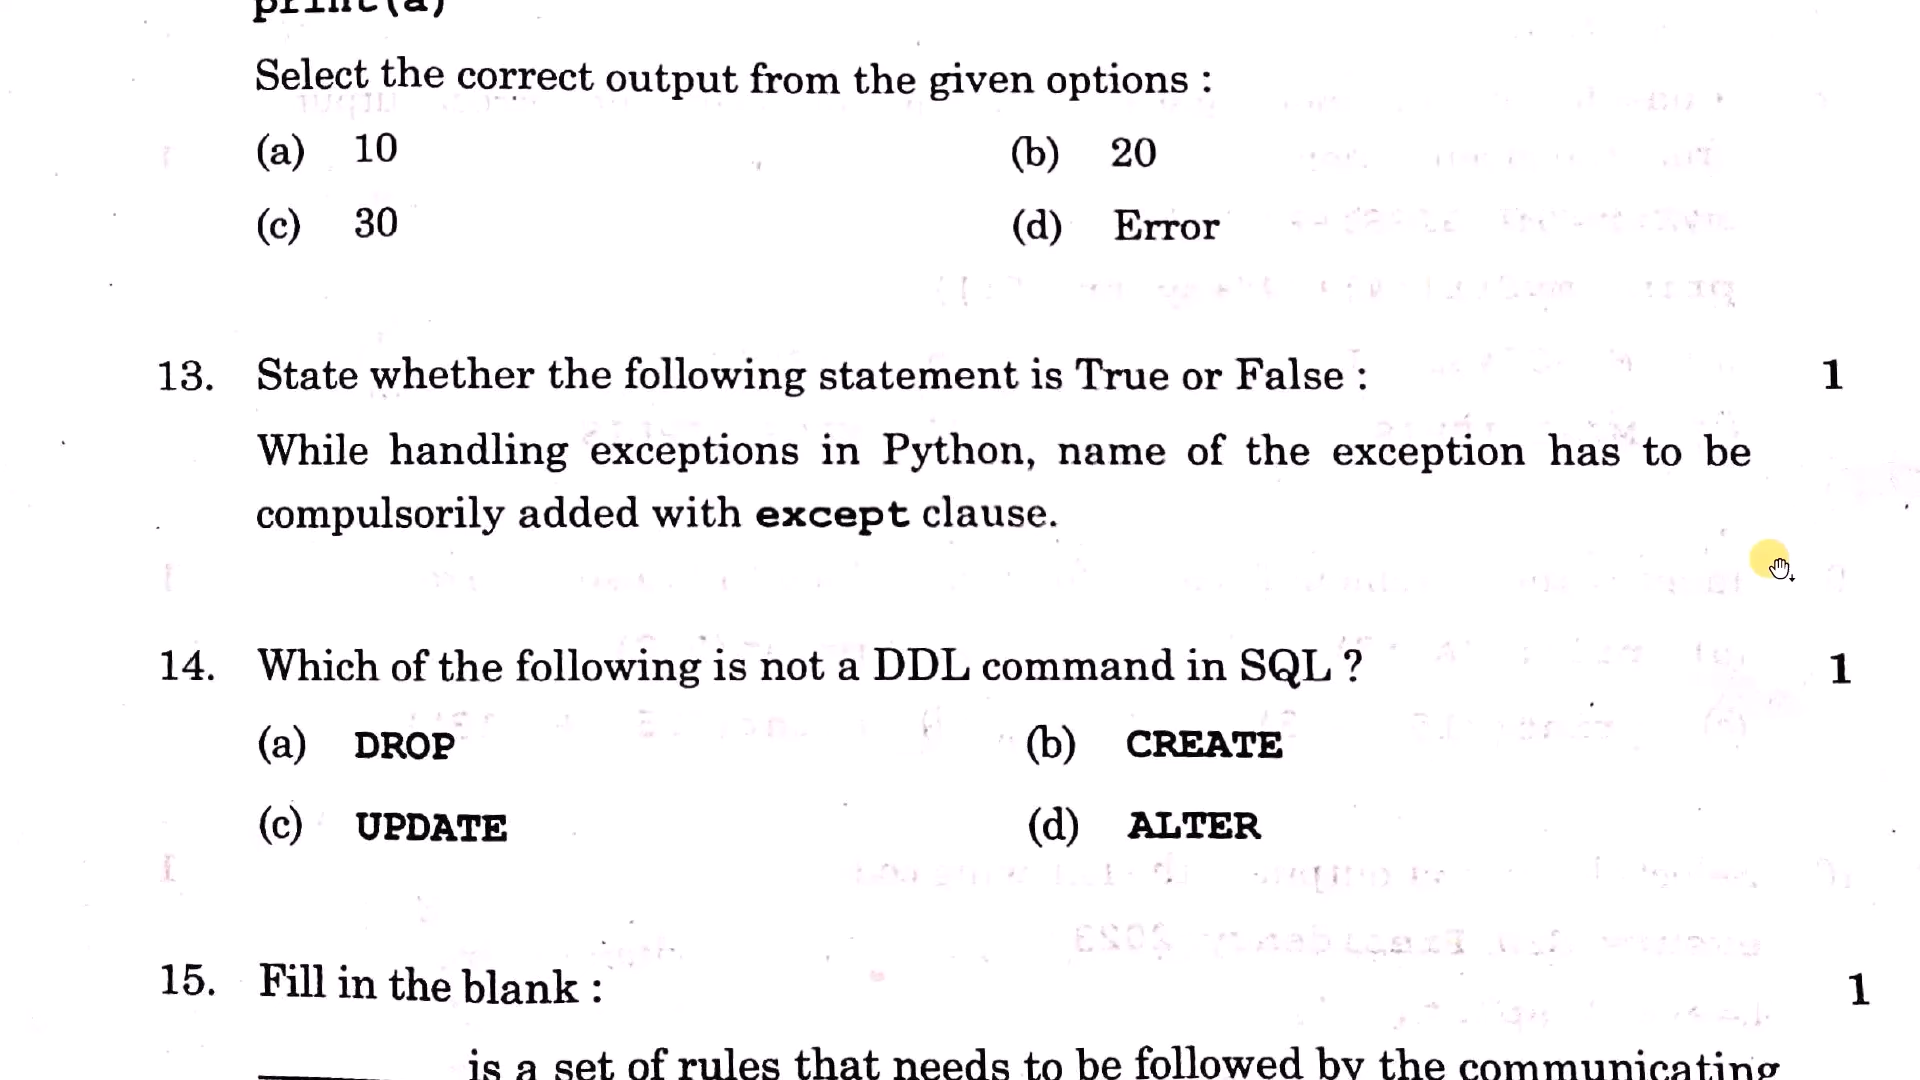 print(a)
Select the correct output from the given options :
(a) 10 (b) 20
(c) 30 (d) Error
13. State whether the following statement is True or False : 1
While handling exceptions in Python, name of the exception has to be
compulsorily added with except clause.
14. Which of the following is not a DDL command in SQL ? 1
(a) DROP (b) CREATE
(c) UPDATE (d) ALTER
15. Fill in the blank : 1
______ is a set of rules that needs to be followed by the communicating